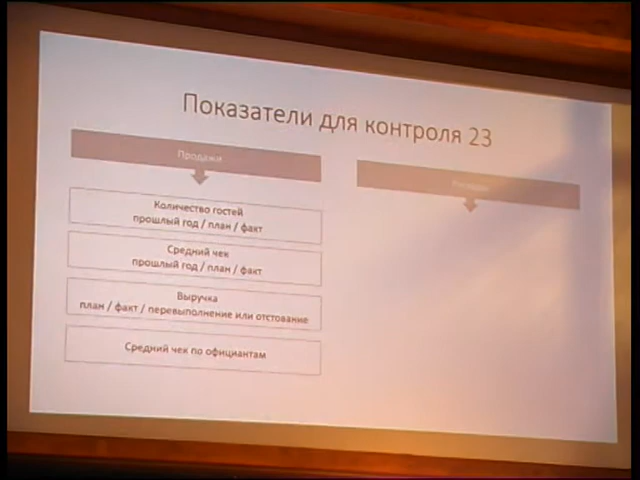 Показатели для контроля 23
Продажи
Количество гостей
прошлый год / план / факт
Средний чек
прошлый год / план / факт
Выручка
план / факт / перевыполнение или отстование
Средний чек по официантам